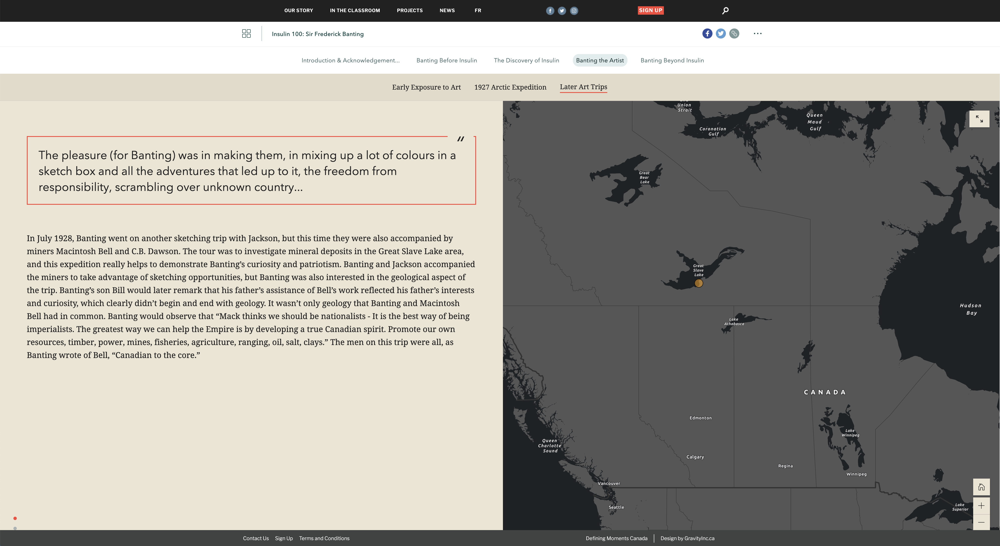 OUR STORY IN THE CLASSROOM PROJECTS NEWS FR SIGN UP
Insulin 100: Sir Frederick Banting
Introduction & Acknowledgement... Banting Before Insulin The Discovery of Insulin Banting the Artist Banting Beyond Insulin
Early Exposure to Art 1927 Arctic Expedition Later Art Trips
"
The pleasure (for Banting) was in making them, in mixing up a lot of colours in a
sketch box and all the adventures that led up to it, the freedom from
responsibility, scrambling over unknown country...
In July 1928, Banting went on another sketching trip with Jackson, but this time they were also accompanied by
miners Macintosh Bell and C.B. Dawson. The tour was to investigate mineral deposits in the Great Slave Lake area,
and this expedition really helps to demonstrate Banting’s curiosity and patriotism. Banting and Jackson accompanied
the miners to take advantage of sketching opportunities, but Banting was also interested in the geological aspect of
the trip. Banting’s son Bill would later remark that his father’s assistance of Bell’s work reflected his father’s interests
and curiosity, which clearly didn’t begin and end with geology. It wasn’t only geology that Banting and Macintosh
Bell had in common. Banting would observe that “Mack thinks we should be nationalists - It is the best way of being
imperialists. The greatest way we can help the Empire is by developing a true Canadian spirit. Promote our own
resources, timber, power, mines, fisheries, agriculture, ranging, oil, salt, clays.” The men on this trip were all, as
Banting wrote of Bell, “Canadian to the core.”
Union
Strait
Coronation
Gulf
Queen
Maud
Gulf
Great
Bear
Lake
Great
Slave
Lake
Hudson
Bay
Lake
Athabasca
CANADA
Edmonton
Lake
Winnipeg
Queen
Charlotte
Sound
Calgary
Regina
Winnipeg
Vancouver
Seattle
Lake
Superior
Contact Us Sign Up Terms and Conditions
Defining Moments Canada Design by GravityInc.ca